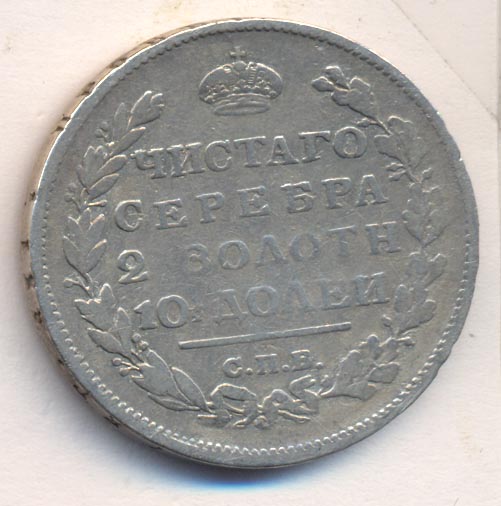 ЧИСТАГО
СЕРЕБРА
2 ЗОЛОТН
10: ДОЛЕЙ
С.П.Б.